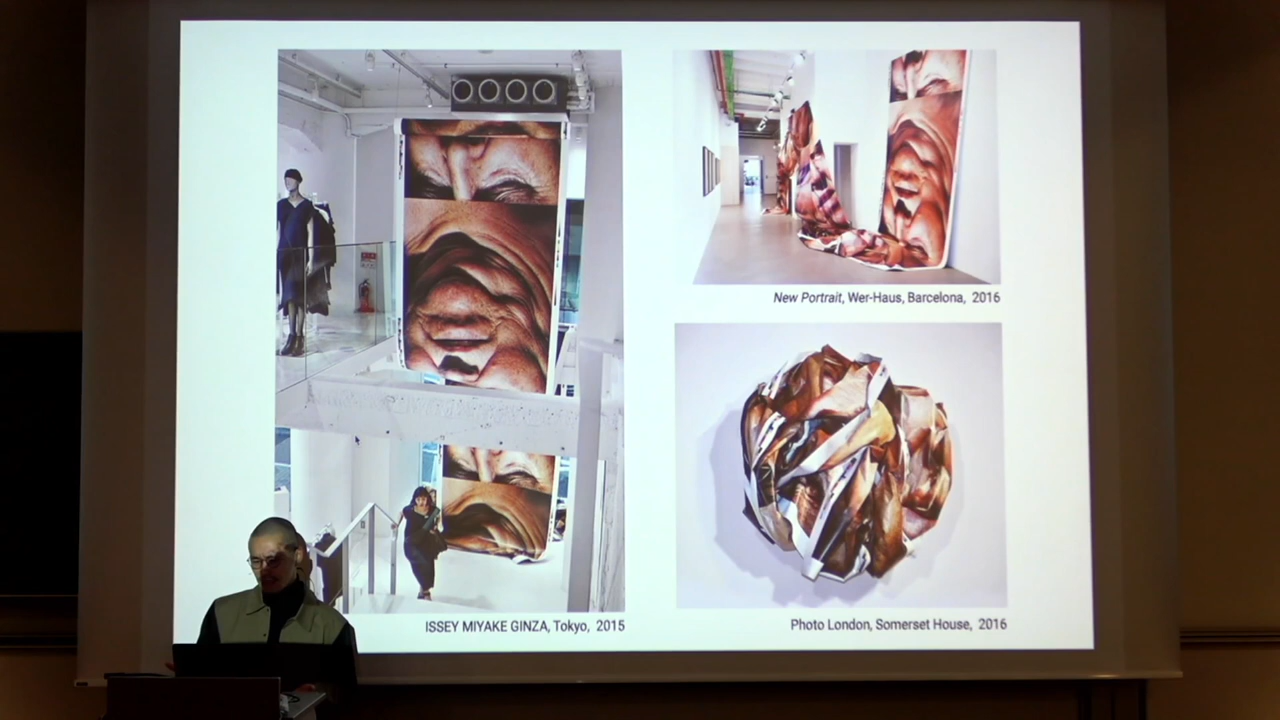 New Portrait, Wer-Haus, Barcelona, 2016
ISSEY MIYAKE GINZA, Tokyo, 2015
Photo London, Somerset House, 2016